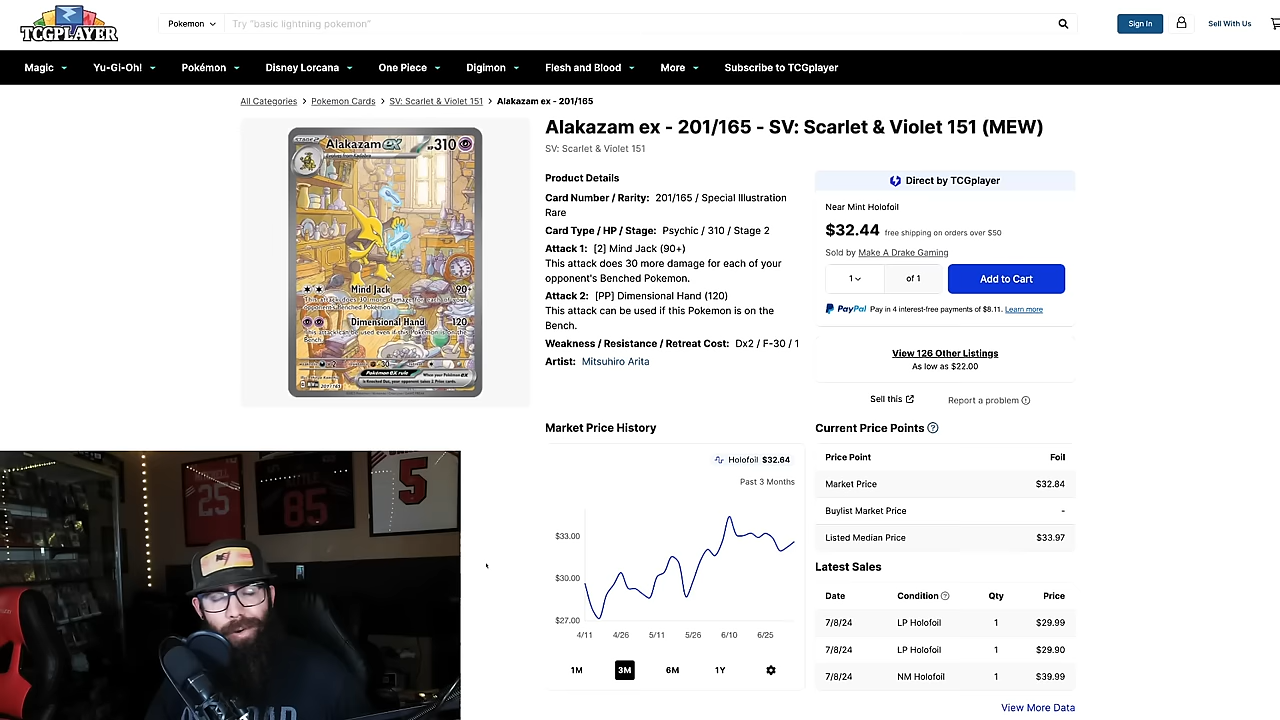 TCGPLAYER
Pokemon
Try "basic lightning pokemon"
Sign In
Sell With Us
Magic
Yu-Gi-Oh!
Pokémon
Disney Lorcana
One Piece
Digimon
Flesh and Blood
More
Subscribe to TCGplayer
All Categories > Pokemon Cards > SV: Scarlet & Violet 151 > Alakazam ex - 201/165
Alakazam ex - 201/165 - SV: Scarlet & Violet 151 (MEW)
SV: Scarlet & Violet 151
Alakazam ex
310
Mind Jack 90+
Dimensional Hand 120
Pokémon ex rule
Product Details
Card Number / Rarity: 201/165 / Special Illustration
Rare
Card Type / HP / Stage: Psychic / 310 / Stage 2
Attack 1: [2] Mind Jack (90+)
This attack does 30 more damage for each of your
opponent's Benched Pokemon.
Attack 2: [PP] Dimensional Hand (120)
This attack can be used if this Pokemon is on the
Bench.
Weakness / Resistance / Retreat Cost: Dx2 / F-30 / 1
Artist: Mitsuhiro Arita
Direct by TCGplayer
Near Mint Holofoil
$32.44 free shipping on orders over $50
Sold by Make A Drake Gaming
1
of 1
Add to Cart
PayPal Pay in 4 interest-free payments of $8.11. Learn more
View 126 Other Listings
As low as $22.00
Sell this
Report a problem
Market Price History
Holofoil $32.64
Past 3 Months
$33.00
$30.00
$27.00
4/11 4/26 5/11 5/26 6/10 6/25
1M 3M 6M 1Y
Current Price Points
Price Point Foil
Market Price $32.84
Buylist Market Price -
Listed Median Price $33.97
Latest Sales
Date Condition Qty Price
7/8/24 LP Holofoil 1 $29.99
7/8/24 LP Holofoil 1 $29.90
7/8/24 NM Holofoil 1 $39.99
View More Data
25
85
5